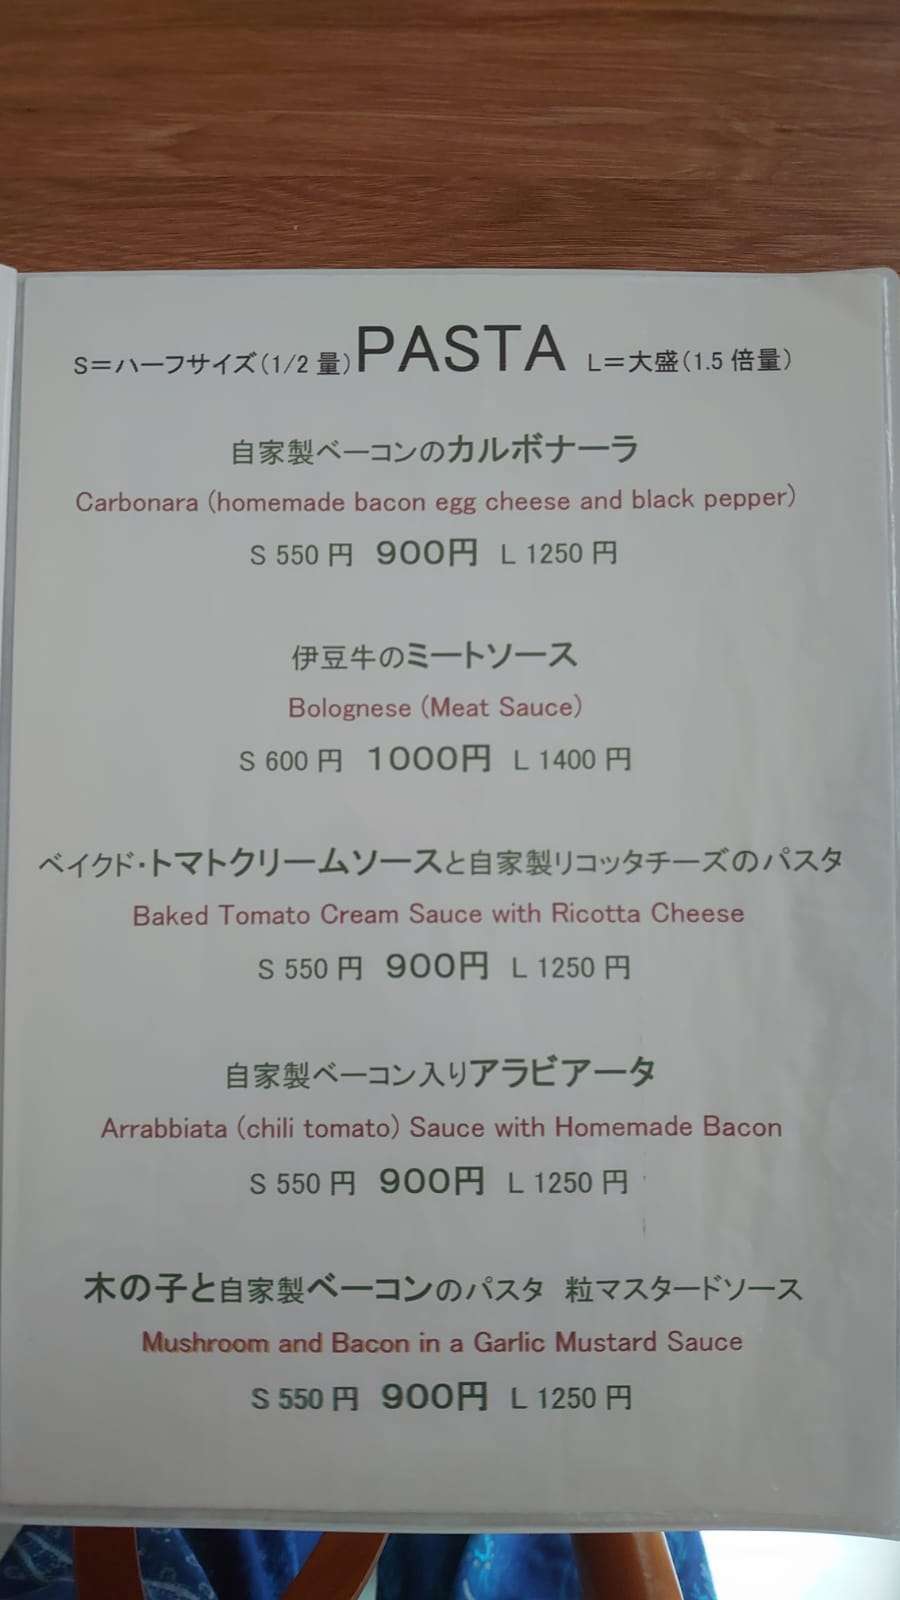 S＝ハーフサイズ（1/2 量）PASTA L＝大盛（1.5 倍量）
自家製ベーコンのカルボナーラ
Carbonara (homemade bacon egg cheese and black pepper)
S 550 円 900円 L 1250 円
伊豆牛のミートソース
Bolognese (Meat Sauce)
S 600 円 1000円 L 1400 円
ベイクド・トマトクリームソースと自家製リコッタチーズのパスタ
Baked Tomato Cream Sauce with Ricotta Cheese
S 550 円 900円 L 1250 円
自家製ベーコン入りアラビアータ
Arrabbiata (chili tomato) Sauce with Homemade Bacon
S 550 円 900円 L 1250 円
木の子と自家製ベーコンのパスタ 粒マスタードソース
Mushroom and Bacon in a Garlic Mustard Sauce
S 550 円 900円 L 1250 円